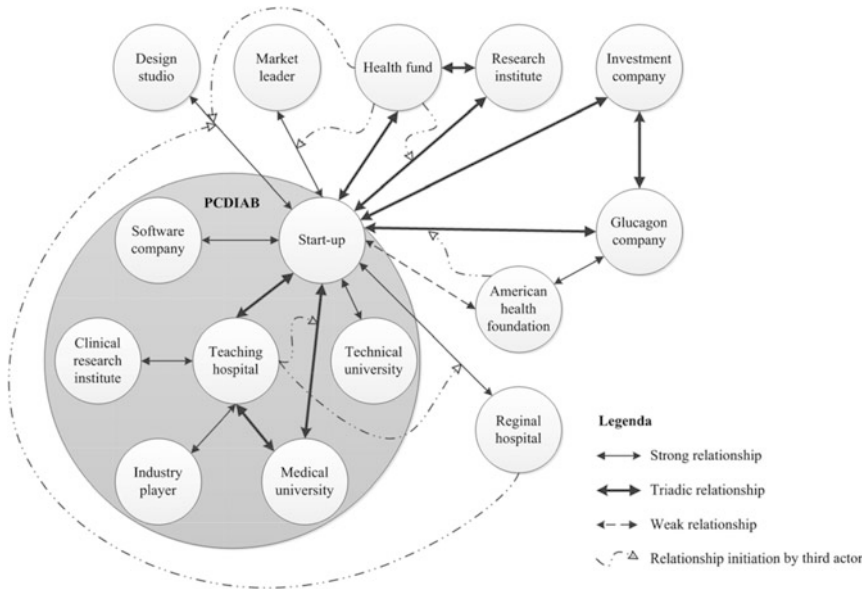 Design
studio
Market
leader
Health fund
Research
institute
Investment
company
PCDIAB
Software
company
Start-up
Glucagon
company
American
health
foundation
Clinical
research
institute
Teaching
hospital
Technical
university
Reginal
hospital
Industry
player
Medical
university
Legenda
Strong relationship
Triadic relationship
Weak relationship
Relationship initiation by third actor